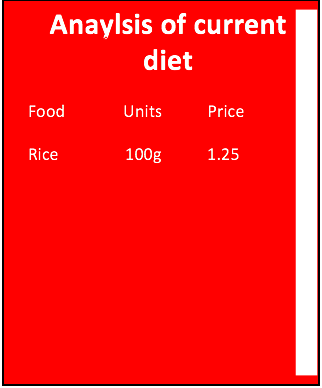 Anaylsis of current
diet
Food Units Price
Rice 100g 1.25